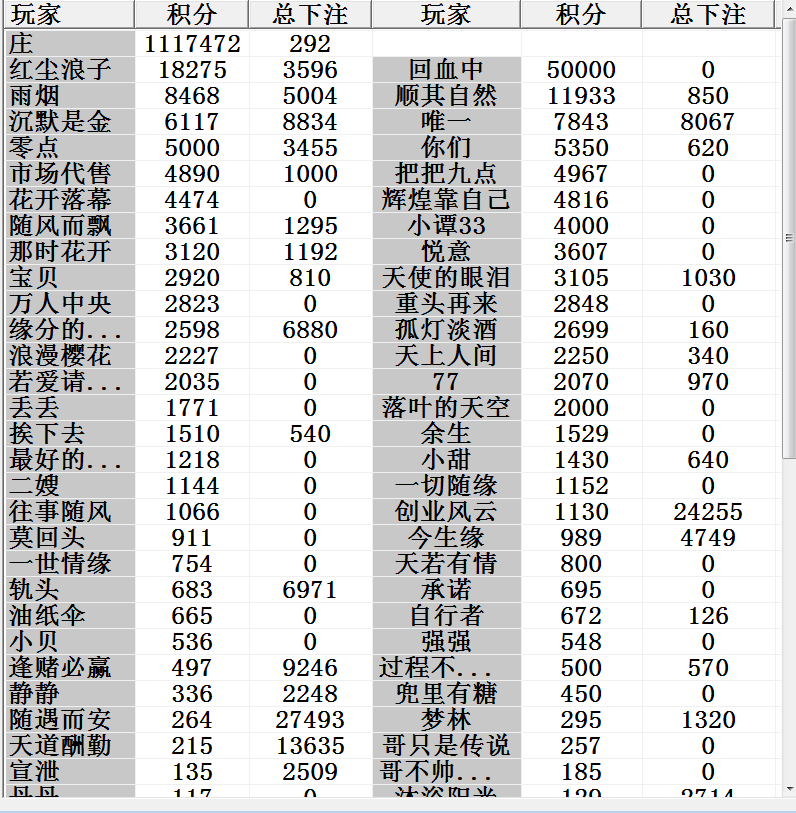 玩家 积分 总下注 玩家 积分 总下注
庄 1117472 292
红尘浪子 18275 3596 回血中 50000 0
雨烟 8468 5004 顺其自然 11933 850
沉默是金 6117 8834 唯一 7843 8067
零点 5000 3455 你们 5350 620
市场代售 4890 1000 把把九点 4967 0
花开落幕 4474 0 辉煌靠自己 4816 0
随风而飘 3661 1295 小谭33 4000 0
那时花开 3120 1192 悦意 3607 0
宝贝 2920 810 天使的眼泪 3105 1030
万人中央 2823 0 重头再来 2848 0
缘分的... 2598 6880 孤灯淡酒 2699 160
浪漫樱花 2227 0 天上人间 2250 340
若爱请... 2035 0 77 2070 970
丢丢 1771 0 落叶的天空 2000 0
挨下去 1510 540 余生 1529 0
最好的... 1218 0 小甜 1430 640
二嫂 1144 0 一切随缘 1152 0
往事随风 1066 0 创业风云 1130 24255
莫回头 911 0 今生缘 989 4749
一世情缘 754 0 天若有情 800 0
轨头 683 6971 承诺 695 0
油纸伞 665 0 自行者 672 126
小贝 536 0 强强 548 0
逢赌必赢 497 9246 过程不... 500 570
静静 336 2248 兜里有糖 450 0
随遇而安 264 27493 梦林 295 1320
天道酬勤 215 13635 哥只是传说 257 0
宣泄 135 2509 哥不帅... 185 0
丹丹 117 0 沐浴阳光 129 2714